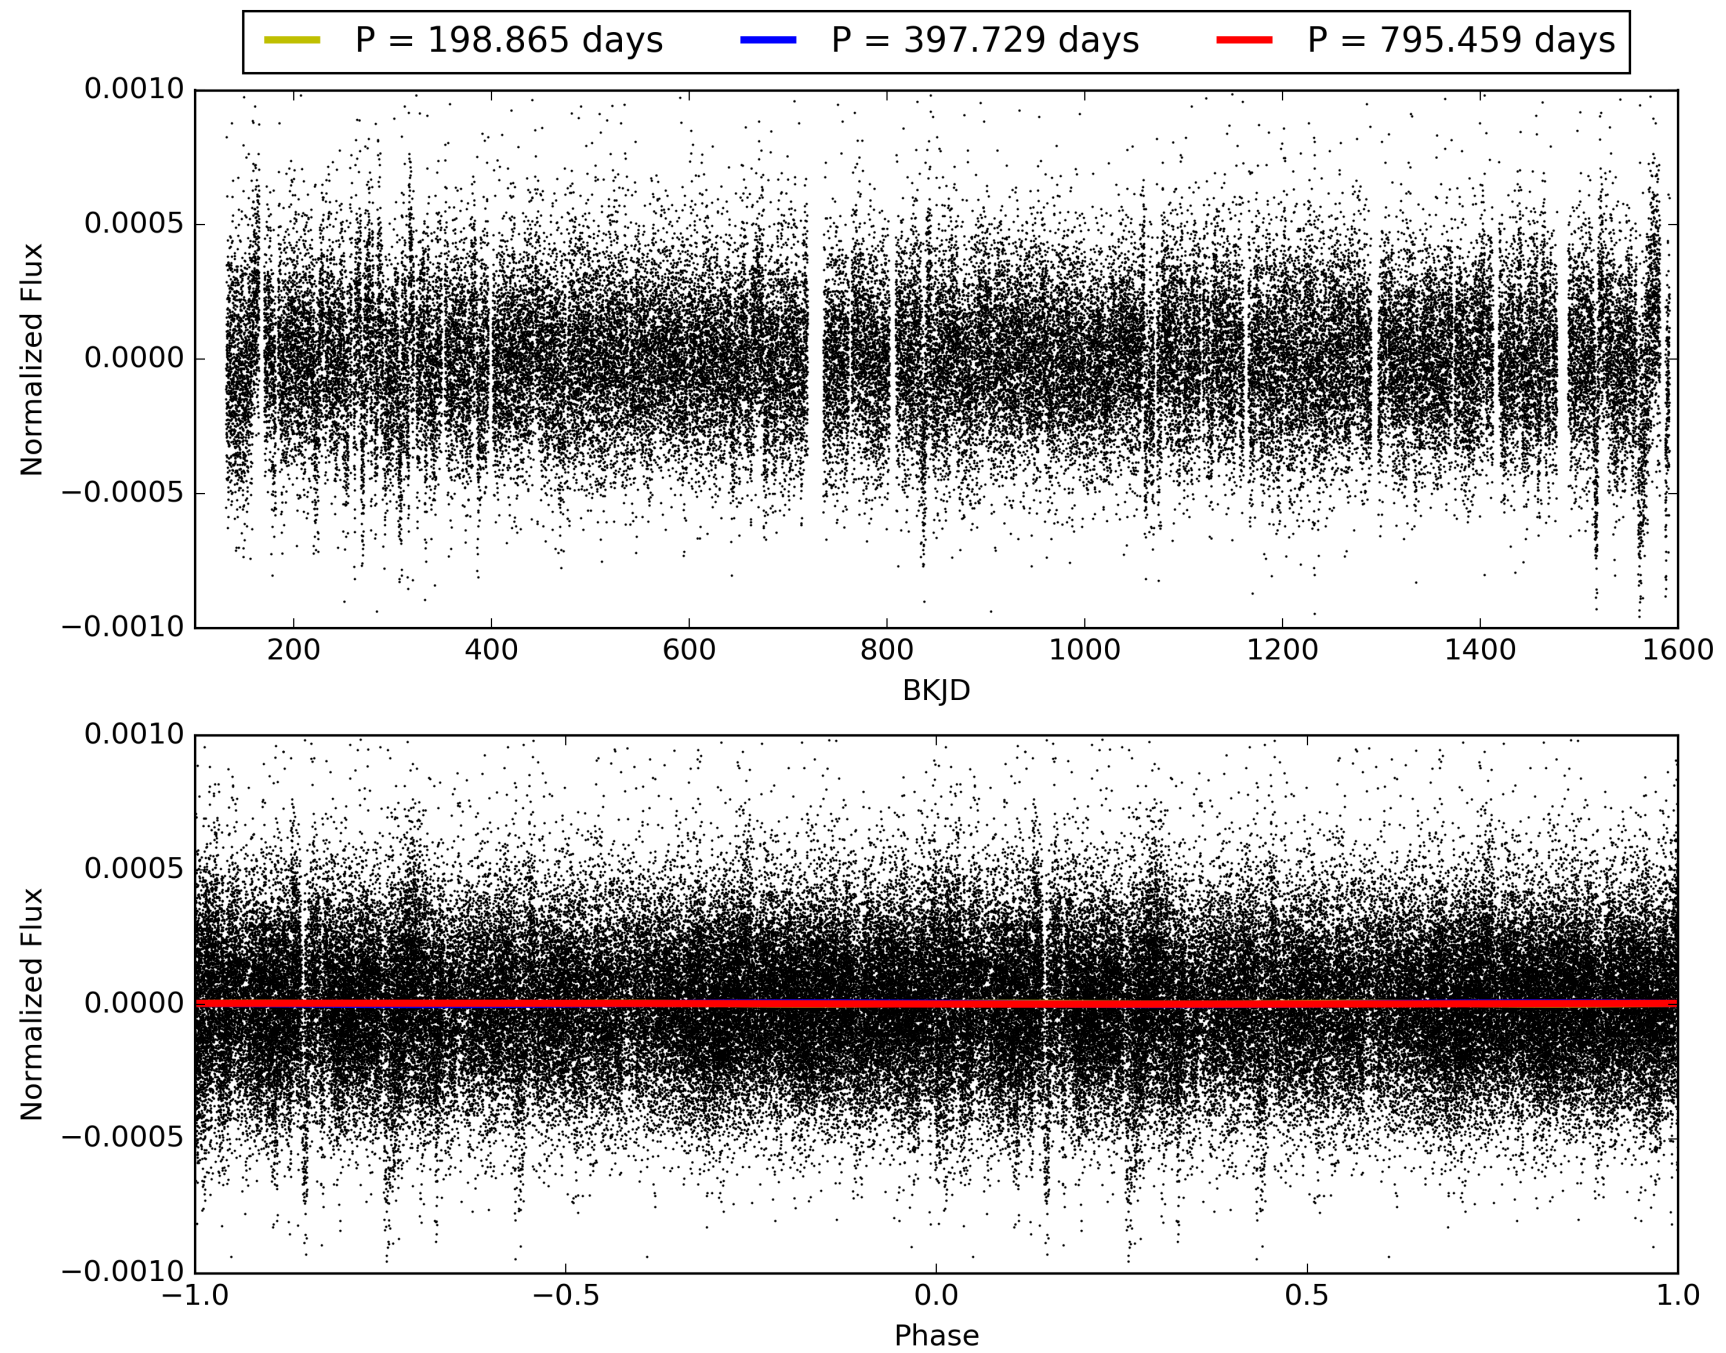 P = 198.865 days P = 397.729 days P = 795.459 days
0.0010
0.0005
0.0000
−0.0005
−0.0010
Normalized Flux
200 400 600 800 1000 1200 1400 1600
BKJD
0.0010
0.0005
0.0000
−0.0005
−0.0010
Normalized Flux
−1.0 −0.5 0.0 0.5 1.0
Phase